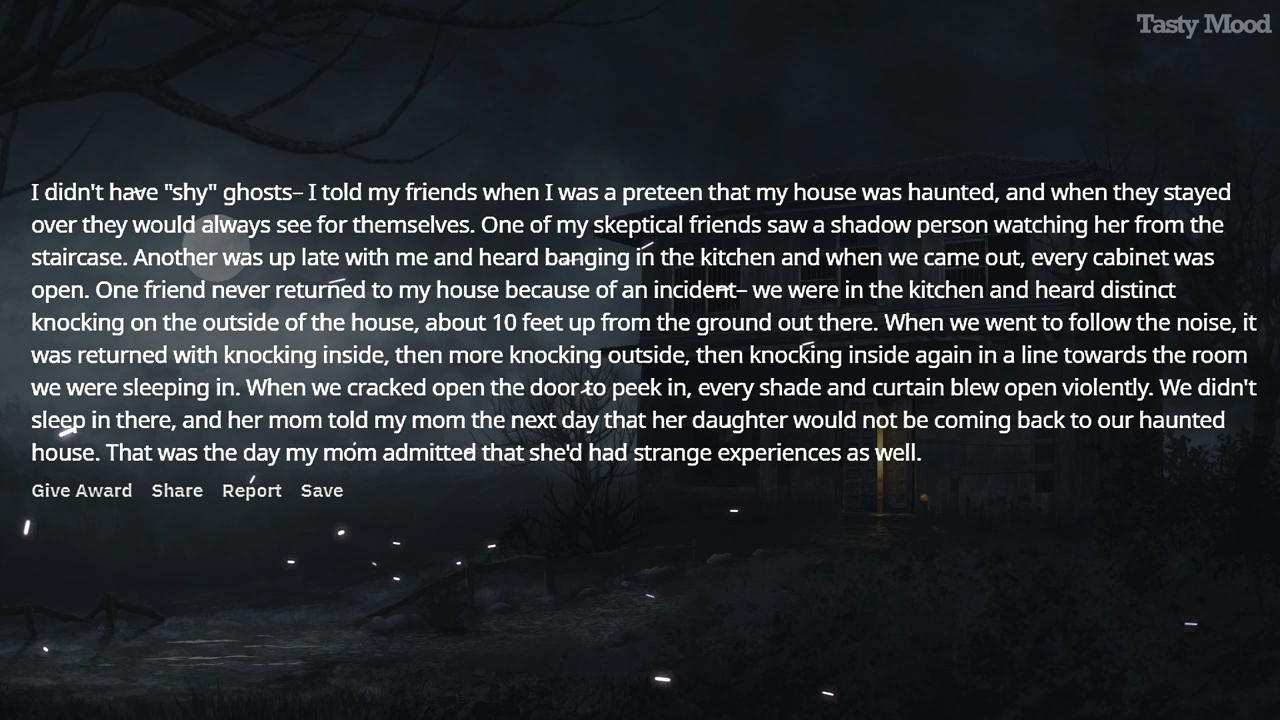 Tasty Mood
I didn't have "shy" ghosts– I told my friends when I was a preteen that my house was haunted, and when they stayed
over they would always see for themselves. One of my skeptical friends saw a shadow person watching her from the
staircase. Another was up late with me and heard banging in the kitchen and when we came out, every cabinet was
open. One friend never returned to my house because of an incident– we were in the kitchen and heard distinct
knocking on the outside of the house, about 10 feet up from the ground out there. When we went to follow the noise, it
was returned with knocking inside, then more knocking outside, then knocking inside again in a line towards the room
we were sleeping in. When we cracked open the door to peek in, every shade and curtain blew open violently. We didn't
sleep in there, and her mom told my mom the next day that her daughter would not be coming back to our haunted
house. That was the day my mom admitted that she'd had strange experiences as well.
Give Award Share Report Save